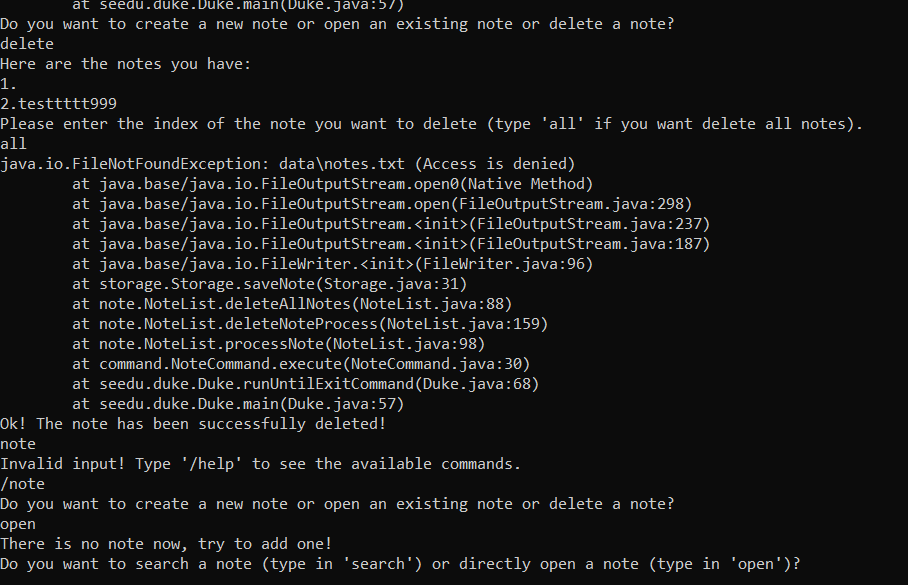 at seedu.duke.Duke.main(Duke.java:57)
Do you want to create a new note or open an existing note or delete a note?
delete
Here are the notes you have:
1.
2.testtttt999
Please enter the index of the note you want to delete (type 'all' if you want delete all notes).
all
java.io.FileNotFoundException: data\notes.txt (Access is denied)
at java.base/java.io.FileOutputStream.open0(Native Method)
at java.base/java.io.FileOutputStream.open(FileOutputStream.java:298)
at java.base/java.io.FileOutputStream.<init>(FileOutputStream.java:237)
at java.base/java.io.FileOutputStream.<init>(FileOutputStream.java:187)
at java.base/java.io.FileWriter.<init>(FileWriter.java:96)
at storage.Storage.saveNote(Storage.java:31)
at note.NoteList.deleteAllNotes(NoteList.java:88)
at note.NoteList.deleteNoteProcess(NoteList.java:159)
at note.NoteList.processNote(NoteList.java:98)
at command.NoteCommand.execute(NoteCommand.java:30)
at seedu.duke.Duke.runUntilExitCommand(Duke.java:68)
at seedu.duke.Duke.main(Duke.java:57)
Ok! The note has been successfully deleted!
note
Invalid input! Type '/help' to see the available commands.
/note
Do you want to create a new note or open an existing note or delete a note?
open
There is no note now, try to add one!
Do you want to search a note (type in 'search') or directly open a note (type in 'open')?